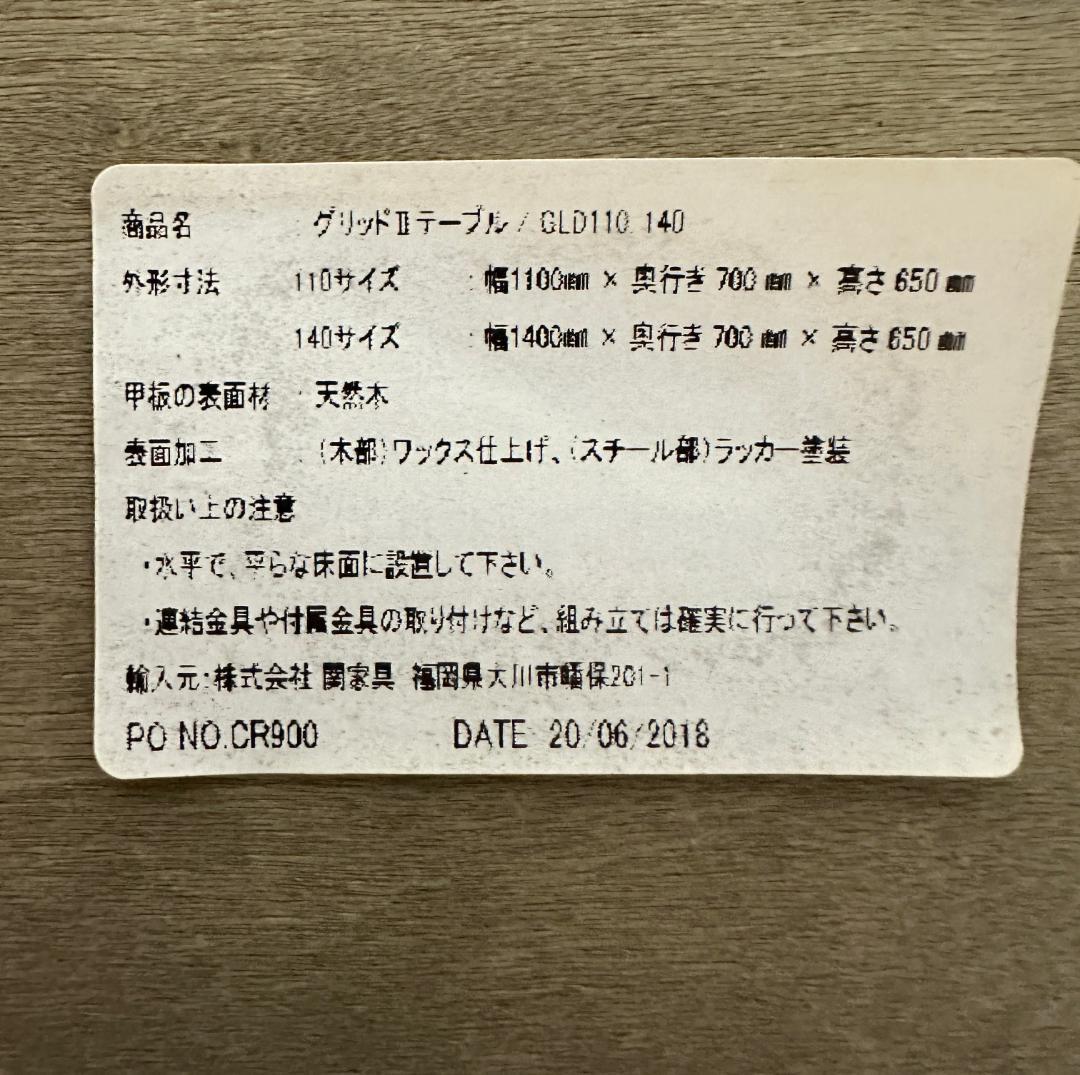 商品名 : グリッドⅡテーブル / GLD110 140
外形寸法 110サイズ : 幅1100㎜ × 奥行き 700 ㎜ × 高さ 650 ㎜
140サイズ : 幅1400㎜ × 奥行き 700 ㎜ × 高さ 650 ㎜
甲板の表面材 : 天然木
表面加工 : (木部)ワックス仕上げ、(スチール部)ラッカー塗装
取扱い上の注意
・水平で、平らな床面に設置して下さい。
・連結金具や付属金具の取り付けなど、組み立ては確実に行って下さい。
輸入元:株式会社 関家具 福岡県大川市幡保201-1
PO NO.CR900 DATE 20/06/2018